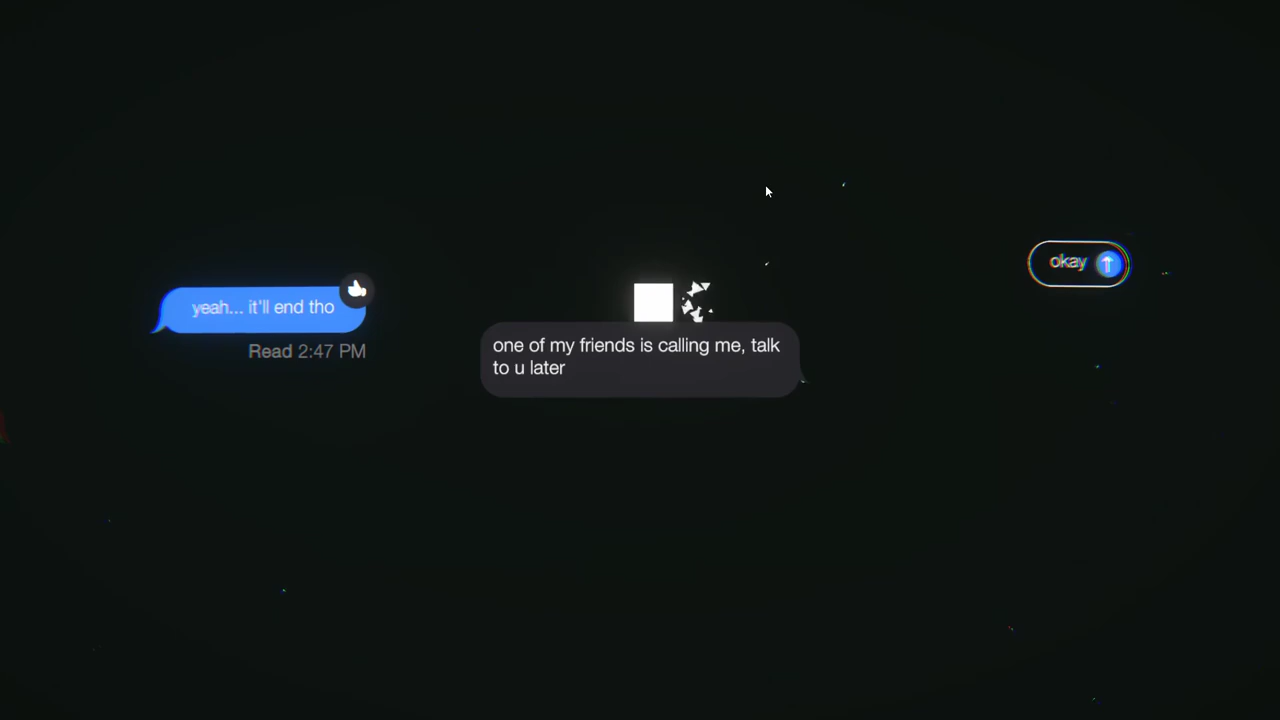 yeah... it'll end tho
Read 2:47 PM
one of my friends is calling me, talk
to u later
okay